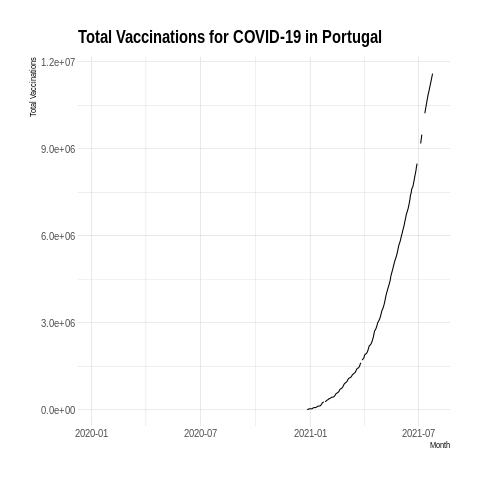 Total Vaccinations for COVID-19 in Portugal
Total Vaccinations
1.2e+07
9.0e+06
6.0e+06
3.0e+06
0.0e+00
2020-01 2020-07 2021-01 2021-07
Month